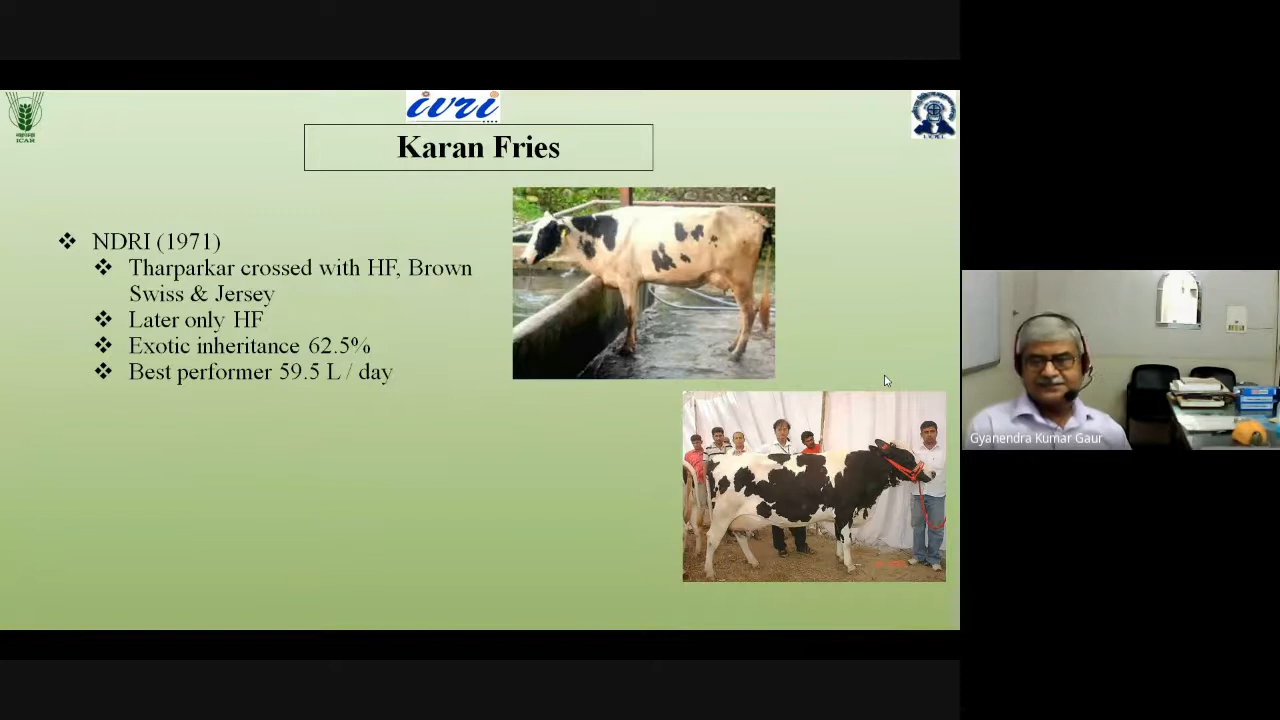 ivri
Karan Fries
ICAR
I.V.R.I.
❖ NDRI (1971)
❖ Tharparkar crossed with HF, Brown
Swiss & Jersey
❖ Later only HF
❖ Exotic inheritance 62.5%
❖ Best performer 59.5 L / day
Gyanendra Kumar Gaur